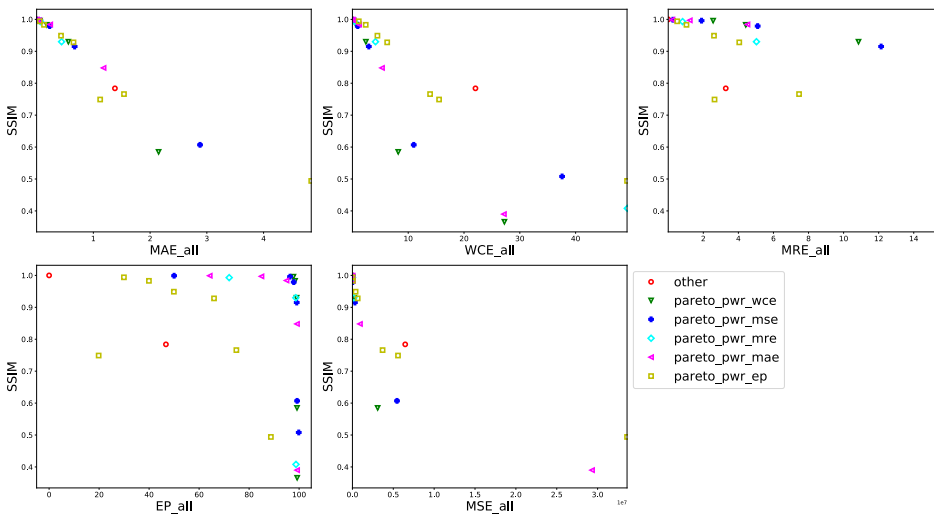 1.0
0.9
0.8
0.7
0.6
0.5
0.4
SSIM
1 2 3 4
MAE_all
1.0
0.9
0.8
0.7
0.6
0.5
0.4
SSIM
10 20 30 40
WCE_all
1.0
0.9
0.8
0.7
0.6
0.5
0.4
SSIM
2 4 6 8 10 12 14
MRE_all
1.0
0.9
0.8
0.7
0.6
0.5
0.4
SSIM
0 20 40 60 80 100
EP_all
1.0
0.9
0.8
0.7
0.6
0.5
0.4
SSIM
0.0 0.5 1.0 1.5 2.0 2.5 3.0
1e7
MSE_all
other
pareto_pwr_wce
pareto_pwr_mse
pareto_pwr_mre
pareto_pwr_mae
pareto_pwr_ep